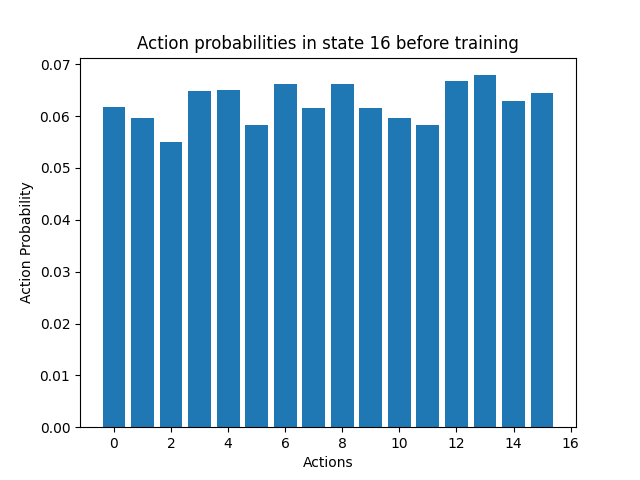 Action probabilities in state 16 before training
0.07
0.06
0.05
0.04
0.03
0.02
0.01
0.00
Action Probability
0 2 4 6 8 10 12 14 16
Actions